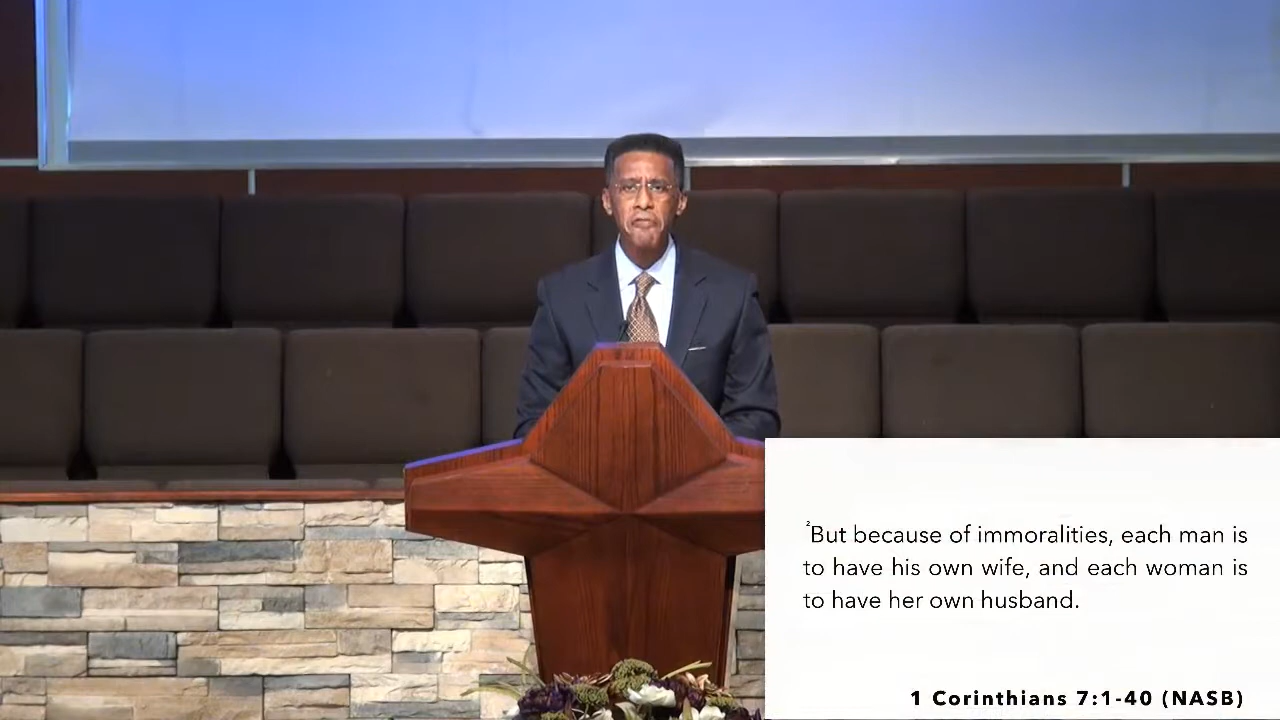 ²But because of immoralities, each man is
to have his own wife, and each woman is
to have her own husband.
1 Corinthians 7:1-40 (NASB)